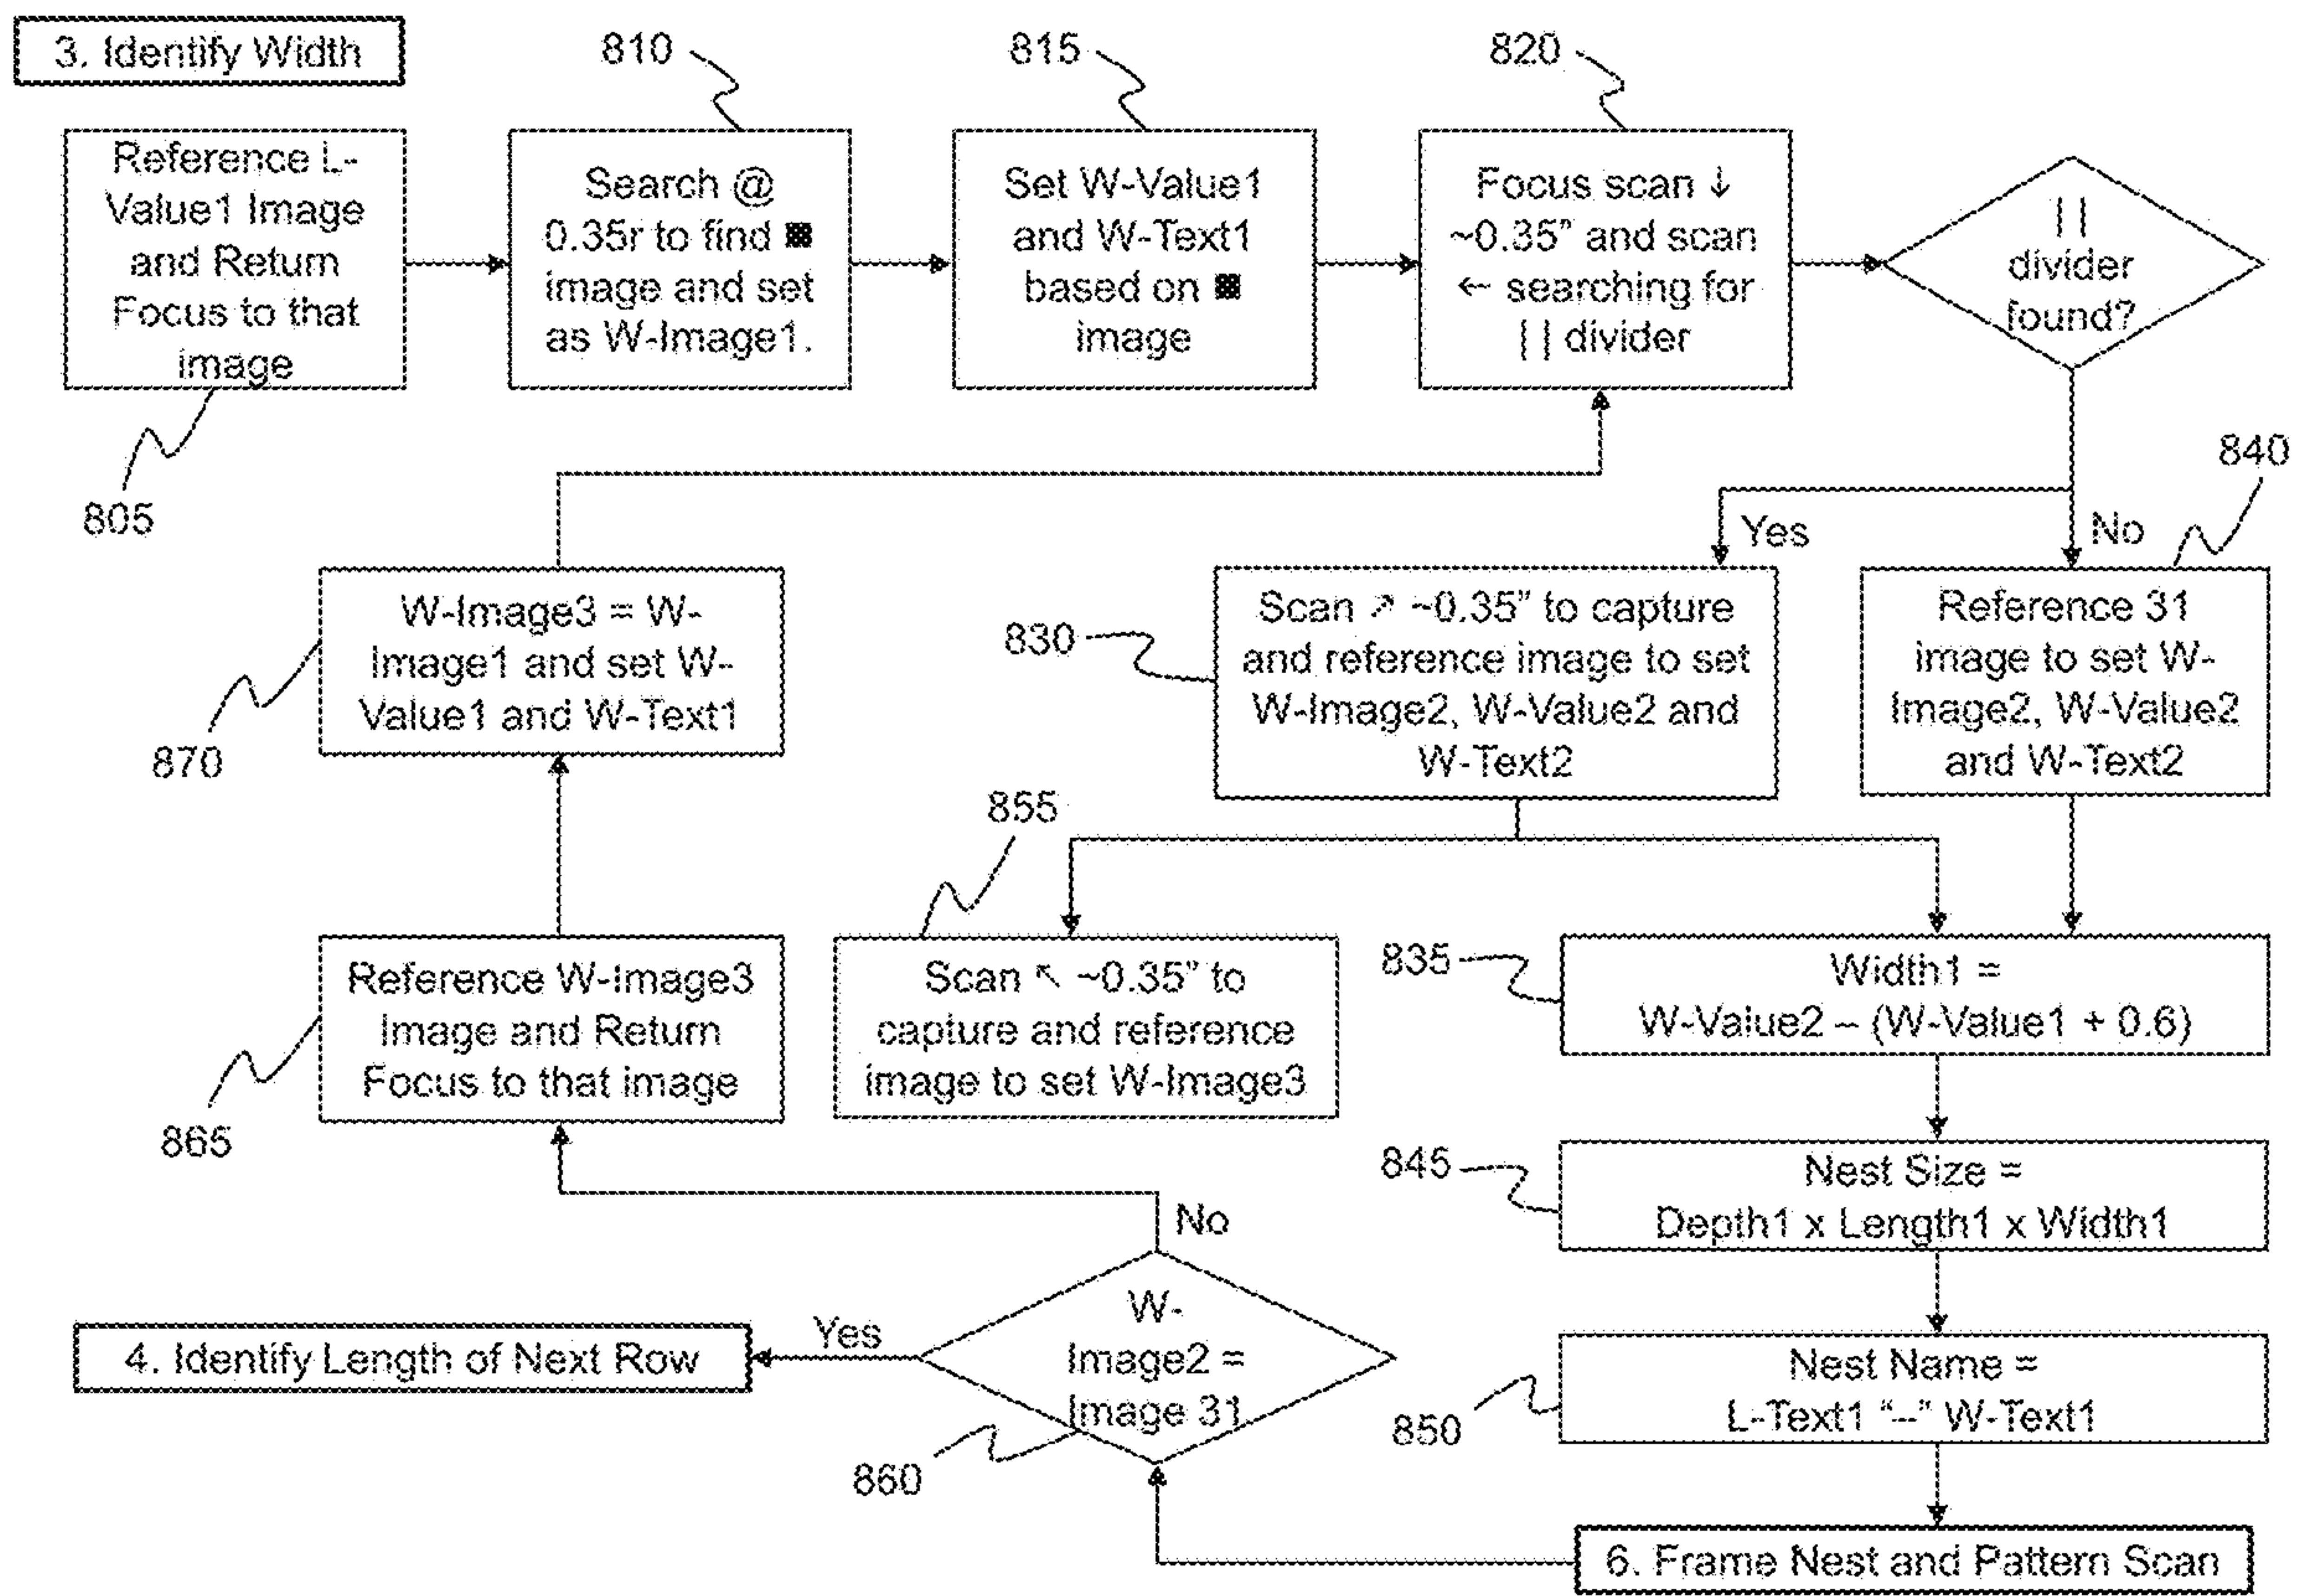 3. Identify Width
810
815
820
Reference L-
Value1 Image
and Return
Focus to that
image
Search @
0.35r to find ▩
image and set
as W-Image1.
Set W-Value1
and W-Text1
based on ▩
image
Focus scan ↓
~0.35” and scan
← searching for
| | divider
| |
divider
found?
805
840
Yes
No
W-Image3 = W-
Image1 and set W-
Value1 and W-Text1
870
830
Scan ↗ ~0.35” to capture
and reference image to set
W-Image2, W-Value2 and
W-Text2
Reference 31
image to set W-
Image2, W-Value2
and W-Text2
855
Reference W-Image3
Image and Return
Focus to that image
865
Scan ↖ ~0.35” to
capture and reference
image to set W-Image3
835
Width1 =
W-Value2 – (W-Value1 + 0.6)
845
Nest Size =
Depth1 x Length1 x Width1
No
4. Identify Length of Next Row
Yes
W-
Image2 =
Image 31
860
850
Nest Name =
L-Text1 “--” W-Text1
6. Frame Nest and Pattern Scan